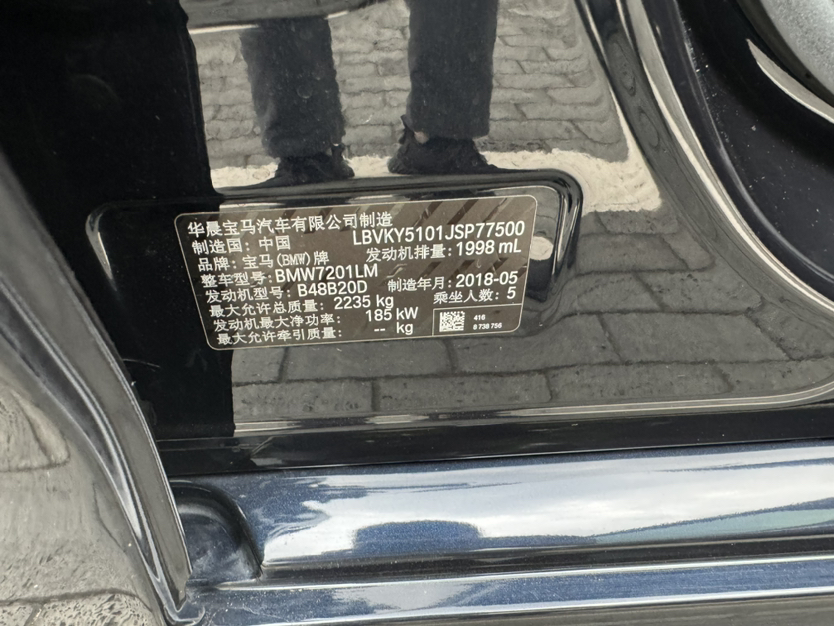 华晨宝马汽车有限公司制造
制造国: 中国 LBVKY5101JSP77500
品牌: 宝马(BMW)牌 发动机排量: 1998 mL
整车型号: BMW7201LM
发动机型号: B48B20D 制造年月: 2018-05
最大允许总质量: 2235 kg 乘坐人数: 5
发动机最大净功率: 185 kW
最大允许牵引质量: -- kg
416
8 738 756